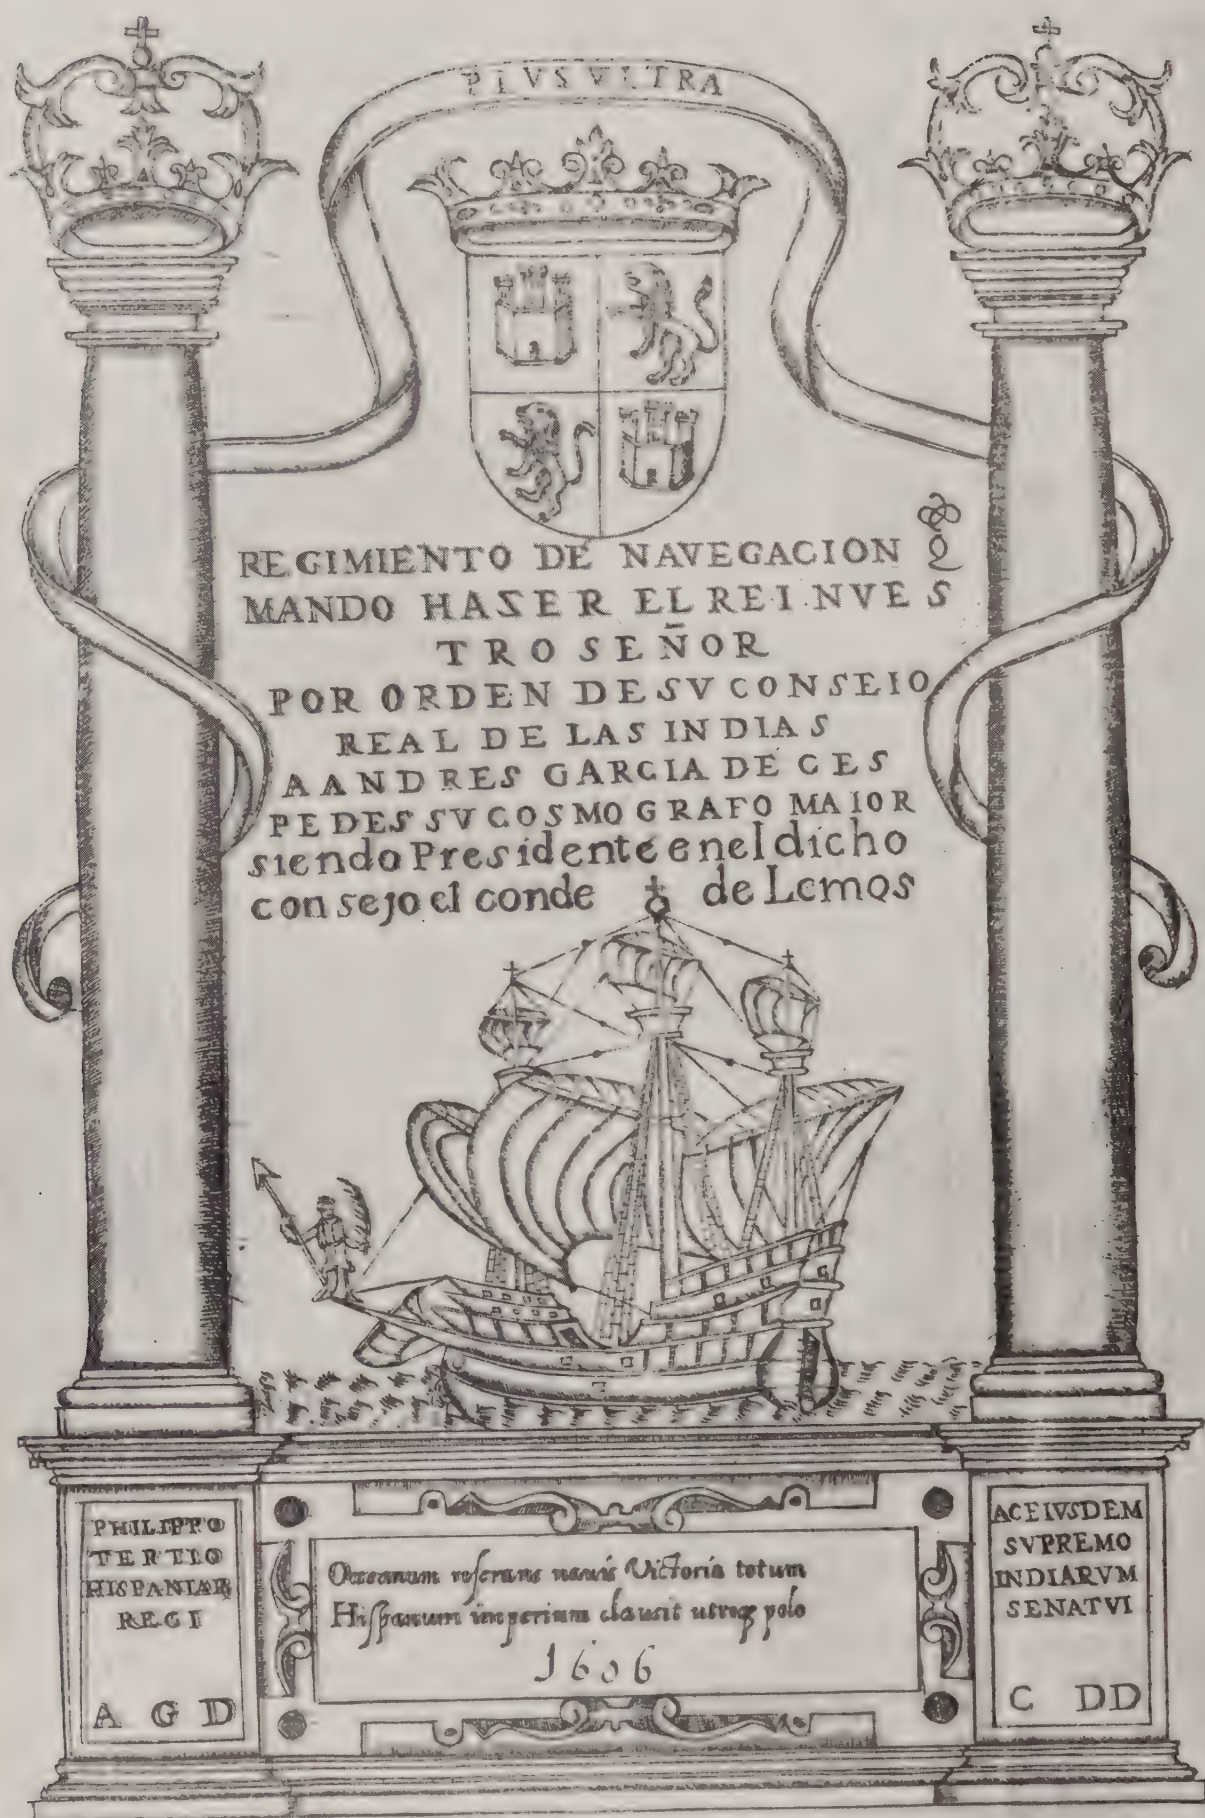 PLVS VLTRA
REGIMIENTO DE NAVEGACION Q
MANDO HAZER EL REI NVES
TRO SEÑOR
POR ORDEN DE SV CONSEIO
REAL DE LAS INDIAS
A ANDRES GARCIA DE CES
PEDES SV COSMOGRAFO MAIOR
siendo Presidente enel dicho
consejo el conde de Lemos
PHILIPPO
TERTIO
HISPANIAR
REGI
A G D
Oceanum reserans nauis Victoria totum
Hispanum imperium clausit utroq polo
1606
AC EIVSDEM
SVPREMO
INDIARVM
SENATVI
C DD